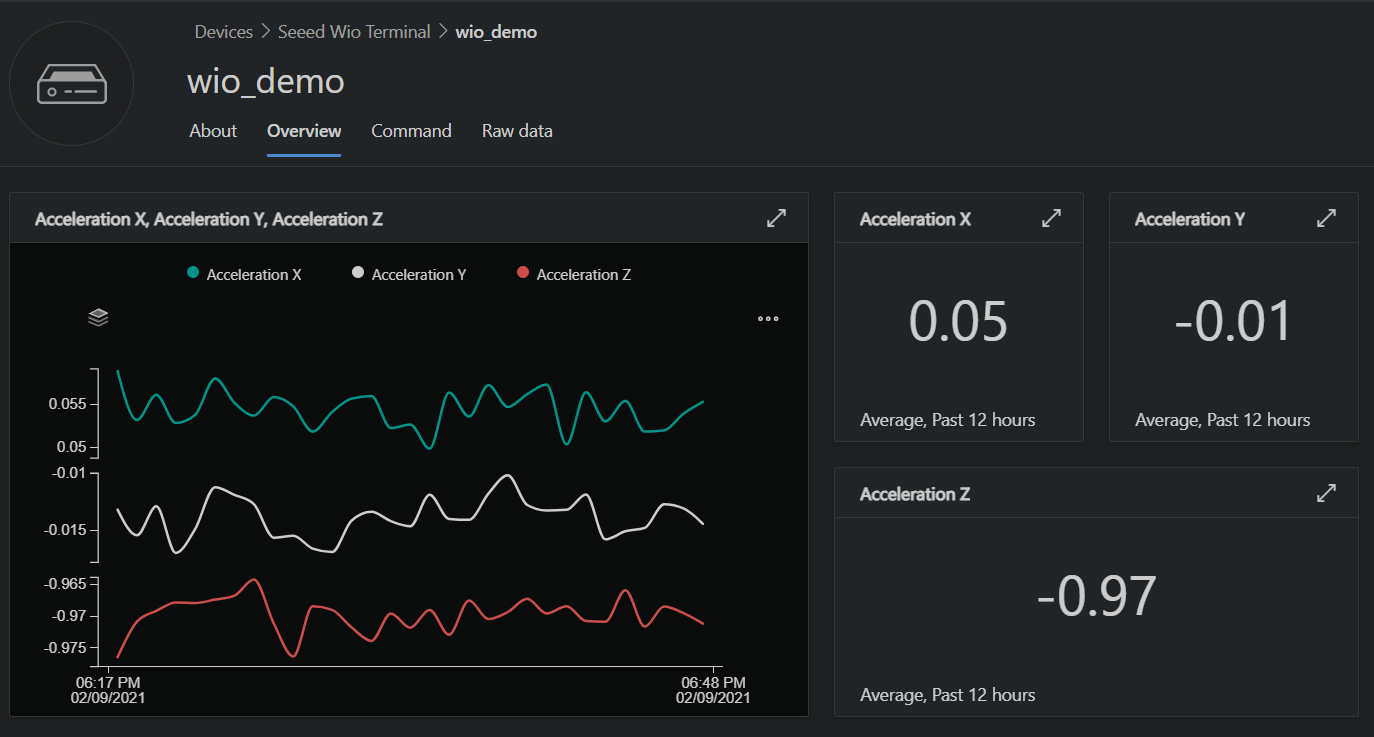 Devices > Seeed Wio Terminal > wio_demo
wio_demo
About Overview Command Raw data
Acceleration X, Acceleration Y, Acceleration Z
Acceleration X Acceleration Y Acceleration Z
0.055
0.05
-0.01
-0.015
-0.965
-0.97
-0.975
06:17 PM
02/09/2021
06:48 PM
02/09/2021
Acceleration X
0.05
Average, Past 12 hours
Acceleration Y
-0.01
Average, Past 12 hours
Acceleration Z
-0.97
Average, Past 12 hours